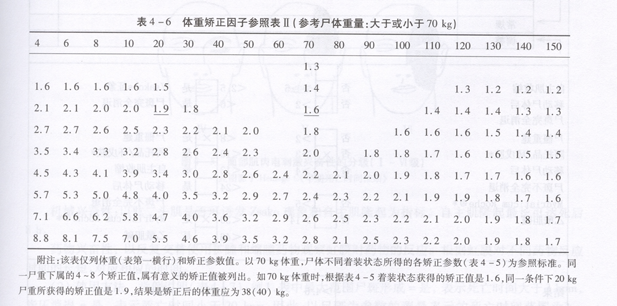 表4-6 体重矫正因子参照表Ⅱ(参考尸体重量:大于或小于70 kg)
4 6 8 10 20 30 40 50 60 70 80 90 100 110 120 130 140 150
1.3
1.6 1.6 1.6 1.6 1.5 1.4 1.3 1.2 1.2 1.2
2.1 2.1 2.0 2.0 1.9 1.8 1.6 1.4 1.4 1.4 1.3 1.3
2.7 2.7 2.6 2.5 2.3 2.2 2.1 2.0 1.8 1.6 1.6 1.6 1.5 1.4 1.4
3.5 3.4 3.3 3.2 2.8 2.6 2.4 2.3 2.0 1.8 1.8 1.7 1.6 1.6 1.5 1.5
4.5 4.3 4.1 3.9 3.4 3.0 2.8 2.6 2.4 2.2 2.1 2.0 1.9 1.8 1.7 1.7 1.6 1.6
5.7 5.3 5.0 4.8 4.0 3.5 3.2 2.9 2.7 2.4 2.3 2.2 2.1 1.9 1.9 1.8 1.7 1.6
7.1 6.6 6.2 5.8 4.7 4.0 3.6 3.2 2.9 2.6 2.5 2.3 2.2 2.1 2.0 1.9 1.8 1.7
8.8 8.1 7.5 7.0 5.5 4.6 3.9 3.5 3.2 2.8 2.1 2.5 2.3 2.2 2.0 1.9 1.8 1.7
附注:该表仅列体重(表第一横行)和矫正参数值。以70 kg体重,尸体不同着装状态所得的各矫正参数(表4-5)为参照标准。同
一尸重下属的4~8个矫正值,属有意义的矫正值被列出。如70 kg体重时,根据表4-5着装状态获得的矫正值是1.6,同一条件下20 kg
尸重所获得的矫正值是1.9,结果是矫正后的体重应为38(40) kg。